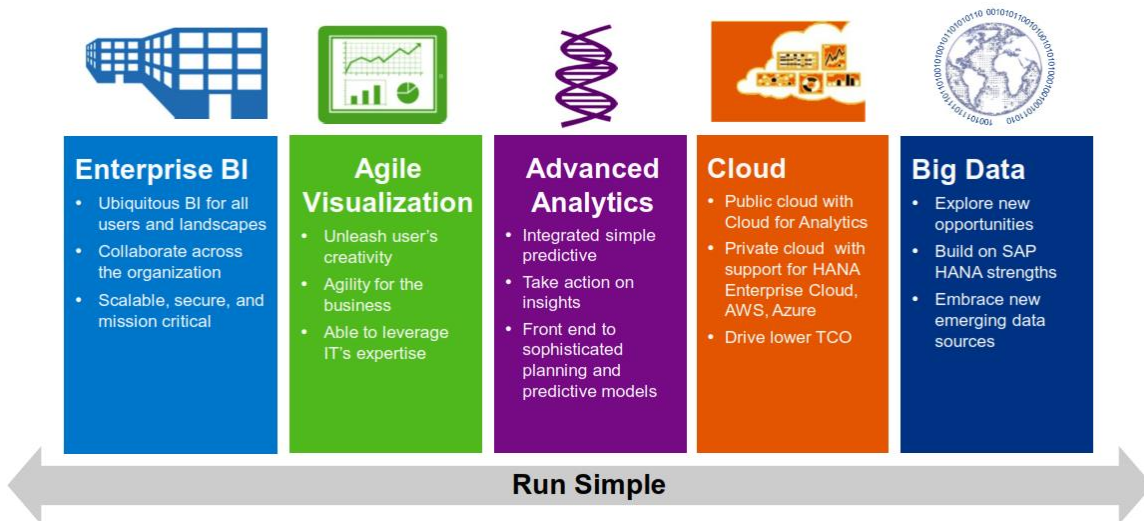 Enterprise BI
• Ubiquitous BI for all
users and landscapes
• Collaborate across
the organization
• Scalable, secure, and
mission critical
Agile
Visualization
• Unleash user's
creativity
• Agility for the
business
• Able to leverage
IT's expertise
Advanced
Analytics
• Integrated simple
predictive
• Take action on
insights
• Front end to
sophisticated
planning and
predictive models
Cloud
• Public cloud with
Cloud for Analytics
• Private cloud with
support for HANA
Enterprise Cloud,
AWS, Azure
• Drive lower TCO
Big Data
• Explore new
opportunities
• Build on SAP
HANA strengths
• Embrace new
emerging data
sources
Run Simple